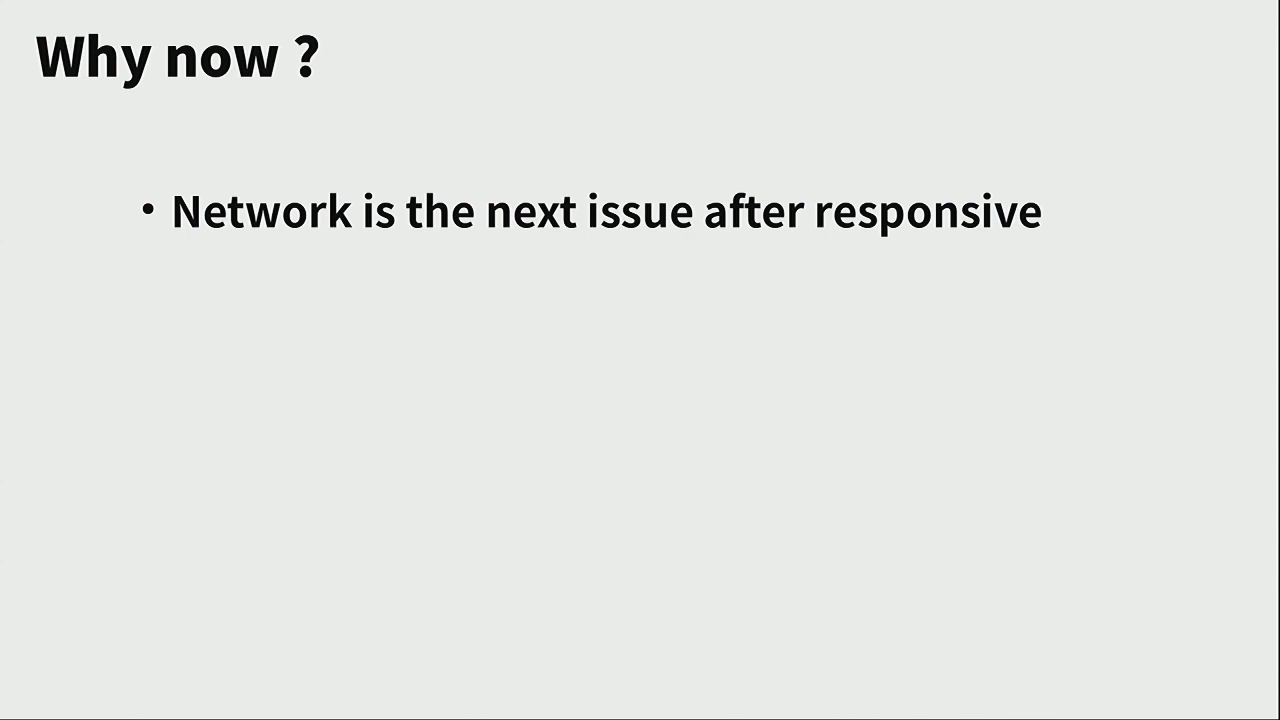 Why now ?
• Network is the next issue after responsive